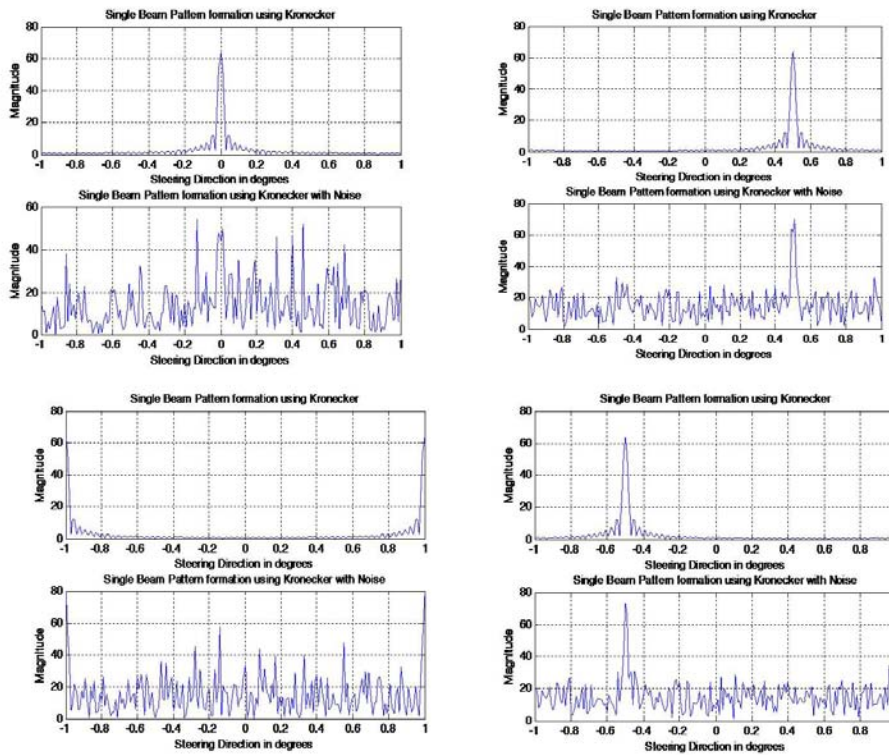 Single Beam Pattern formation using Kronecker
80
60
40
20
0
Magnitude
-1 -0.8 -0.6 -0.4 -0.2 0 0.2 0.4 0.6 0.8 1
Steering Direction in degrees
Single Beam Pattern formation using Kronecker with Noise
60
40
20
0
Magnitude
-1 -0.8 -0.6 -0.4 -0.2 0 0.2 0.4 0.6 0.8 1
Steering Direction in degrees
Single Beam Pattern formation using Kronecker
80
60
40
20
0
Magnitude
-1 -0.8 -0.6 -0.4 -0.2 0 0.2 0.4 0.6 0.8 1
Steering Direction in degrees
Single Beam Pattern formation using Kronecker with Noise
80
60
40
20
0
Magnitude
-1 -0.8 -0.6 -0.4 -0.2 0 0.2 0.4 0.6 0.8 1
Steering Direction in degrees
Single Beam Pattern formation using Kronecker
80
60
40
20
0
Magnitude
-1 -0.8 -0.6 -0.4 -0.2 0 0.2 0.4 0.6 0.8 1
Steering Direction in degrees
Single Beam Pattern formation using Kronecker with Noise
80
60
40
20
0
Magnitude
-1 -0.8 -0.6 -0.4 -0.2 0 0.2 0.4 0.6 0.8 1
Steering Direction in degrees
Single Beam Pattern formation using Kronecker
80
60
40
20
0
Magnitude
-1 -0.8 -0.6 -0.4 -0.2 0 0.2 0.4 0.6 0.8
Steering Direction in degrees
Single Beam Pattern formation using Kronecker with Noise
80
60
40
20
0
Magnitude
-1 -0.8 -0.6 -0.4 -0.2 0 0.2 0.4 0.6 0.8
Steering Direction in degrees